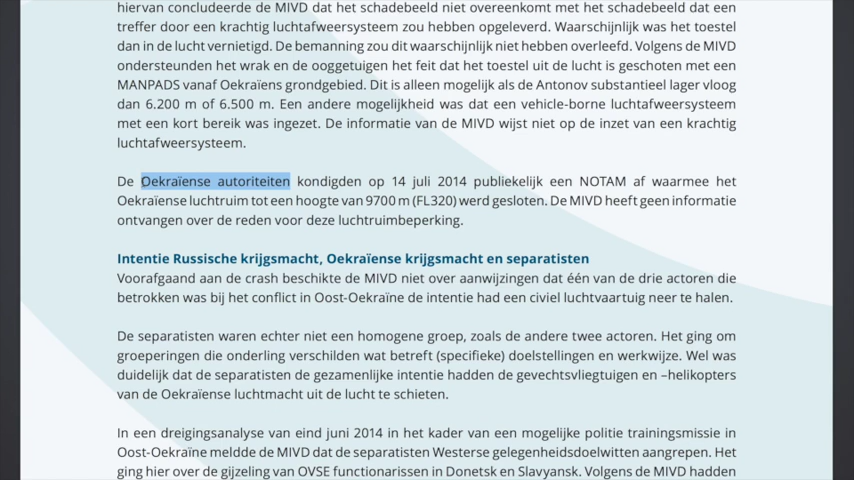 hiervan concludeerde de MIVD dat het schadebeeld niet overeenkomt met het schadebeeld dat een
treffer door een krachtig luchtafweersysteem zou hebben opgeleverd. Waarschijnlijk was het toestel
dan in de lucht vernietigd. De bemanning zou dit waarschijnlijk niet hebben overleefd. Volgens de MIVD
ondersteunden het wrak en de ooggetuigen het feit dat het toestel uit de lucht is geschoten met een
MANPADS vanaf Oekraïens grondgebied. Dit is alleen mogelijk als de Antonov substantieel lager vloog
dan 6.200 m of 6.500 m. Een andere mogelijkheid was dat een vehicle-borne luchtafweersysteem
met een kort bereik was ingezet. De informatie van de MIVD wijst niet op de inzet van een krachtig
luchtafweersysteem.
De Oekraïense autoriteiten kondigden op 14 juli 2014 publiekelijk een NOTAM af waarmee het
Oekraïense luchtruim tot een hoogte van 9700 m (FL320) werd gesloten. De MIVD heeft geen informatie
ontvangen over de reden voor deze luchtruimbeperking.
Intentie Russische krijgsmacht, Oekraïense krijgsmacht en separatisten
Voorafgaand aan de crash beschikte de MIVD niet over aanwijzingen dat één van de drie actoren die
betrokken was bij het conflict in Oost-Oekraïne de intentie had een civiel luchtvaartuig neer te halen.
De separatisten waren echter niet een homogene groep, zoals de andere twee actoren. Het ging om
groeperingen die onderling verschilden wat betreft (specifieke) doelstellingen en werkwijze. Wel was
duidelijk dat de separatisten de gezamenlijke intentie hadden de gevechtsvliegtuigen en –helikopters
van de Oekraïense luchtmacht uit de lucht te schieten.
In een dreigingsanalyse van eind juni 2014 in het kader van een mogelijke politie trainingsmissie in
Oost-Oekraïne meldde de MIVD dat de separatisten Westerse gelegenheidsdoelwitten aangrepen. Het
ging hier over de gijzeling van OVSE functionarissen in Donetsk en Slavyansk. Volgens de MIVD hadden